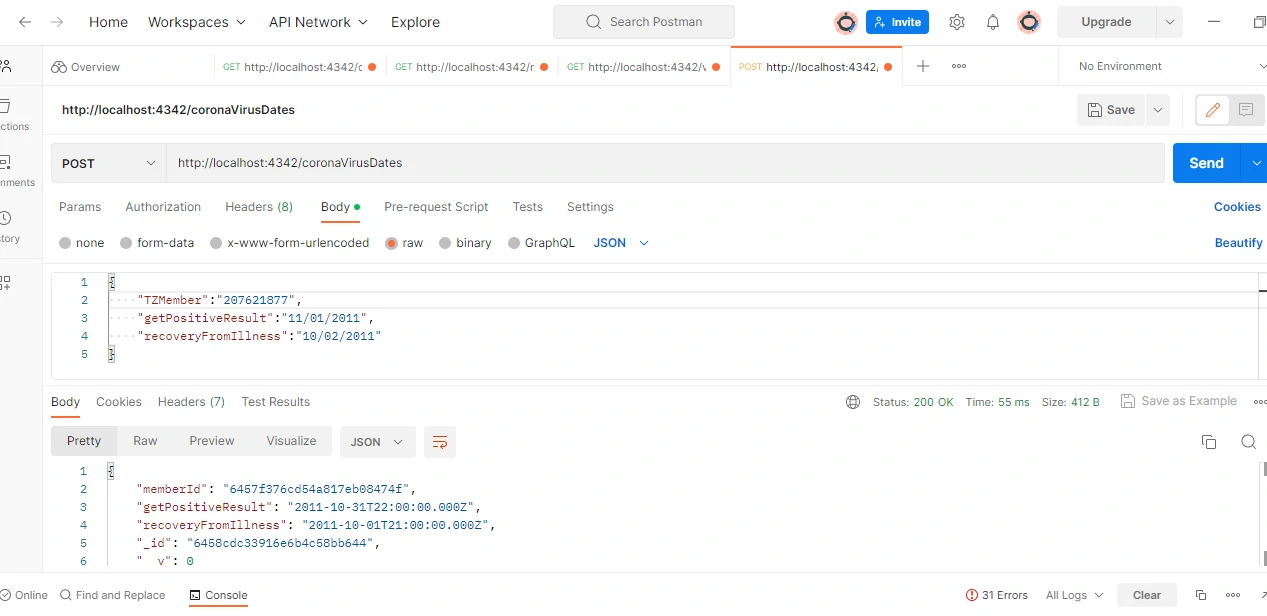 Home Workspaces API Network Explore Search Postman Invite Upgrade
Overview GET http://localhost:4342/c GET http://localhost:4342/r GET http://localhost:4342/v POST http://localhost:4342, No Environment
http://localhost:4342/coronaVirusDates Save
ctions
POST http://localhost:4342/coronaVirusDates Send
nments
Params Authorization Headers (8) Body Pre-request Script Tests Settings Cookies
story
none form-data x-www-form-urlencoded raw binary GraphQL JSON Beautify
1 {
2 "TZMember":"207621877",
3 "getPositiveResult":"11/01/2011",
4 "recoveryFromIllness":"10/02/2011"
5 }
Body Cookies Headers (7) Test Results Status: 200 OK Time: 55 ms Size: 412 B Save as Example
Pretty Raw Preview Visualize JSON
1 {
2 "memberId": "6457f376cd54a817eb08474f",
3 "getPositiveResult": "2011-10-31T22:00:00.000Z",
4 "recoveryFromIllness": "2011-10-01T21:00:00.000Z",
5 "_id": "6458cdc33916e6b4c58bb644",
6 "__v": 0
Online Find and Replace Console 31 Errors All Logs Clear